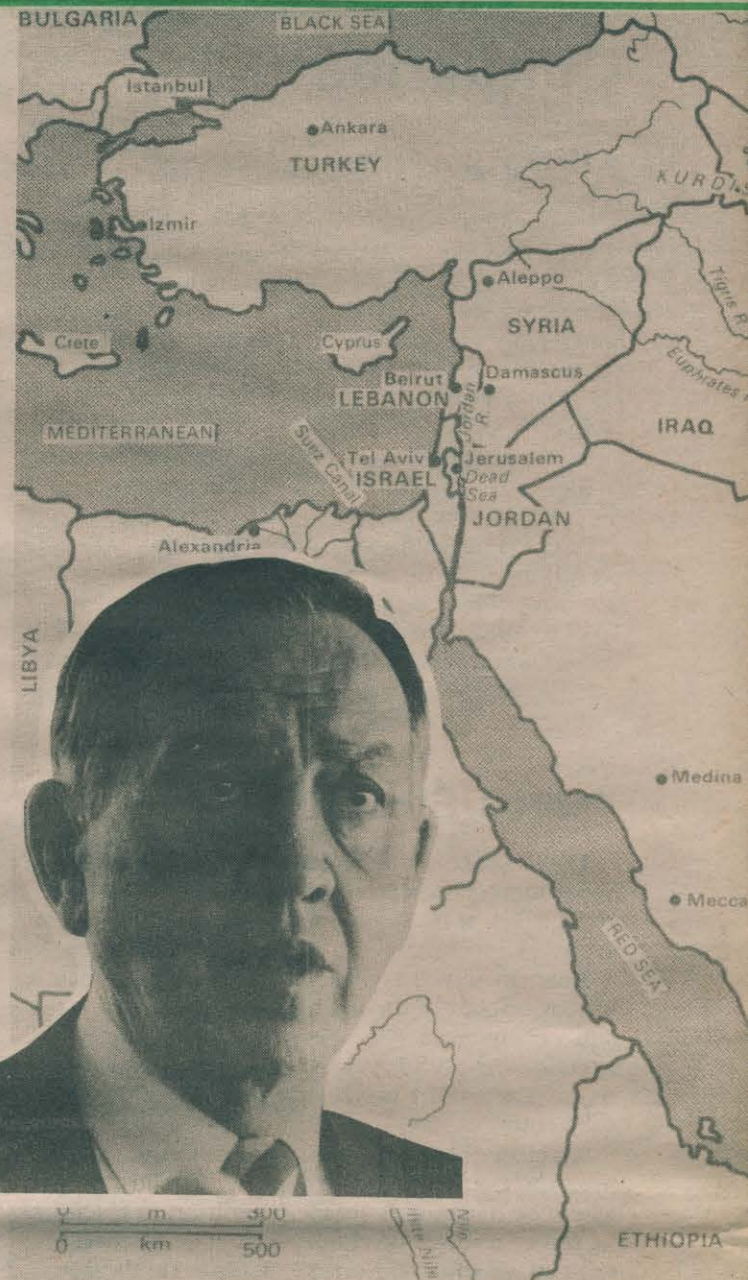 BULGARIA
BLACK SEA
Istanbul
Ankara
TURKEY
KURDI
Izmir
Aleppo
Tigris R
SYRIA
Crete
Cyprus
Euphrates
Beirut
Damascus
LEBANON
Jordan R.
IRAQ
MEDITERRANEAN
Suez Canal
Tel Aviv
Jerusalem
ISRAEL
Dead
Sea
JORDAN
Alexandria
LIBYA
Medina
Mecca
RED SEA
0 m 300
0 km 500
Nile
Nile
ETHIOPIA